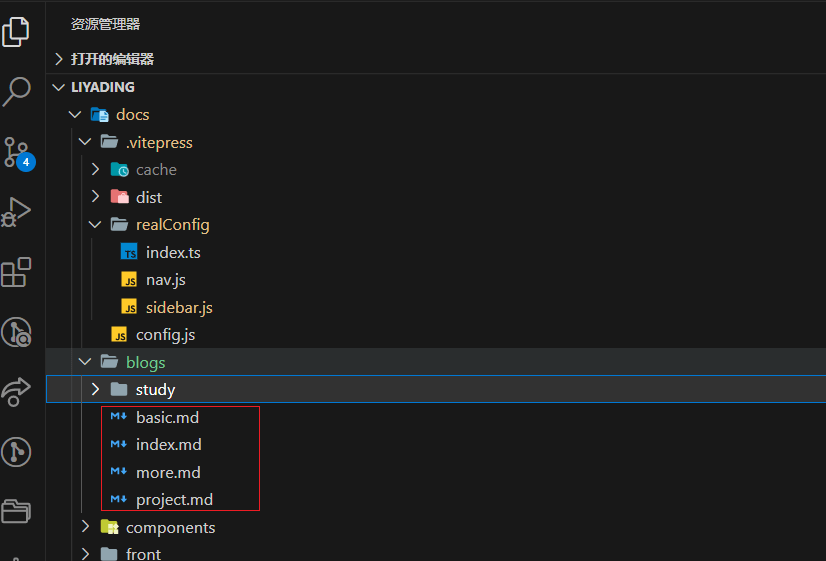 资源管理器
打开的编辑器
LIYADING
docs
.vitepress
cache
4
dist
realConfig
TS index.ts
JS nav.js
JS sidebar.js
JS config.js
blogs
study
M↓ basic.md
M↓ index.md
M↓ more.md
M↓ project.md
components
front